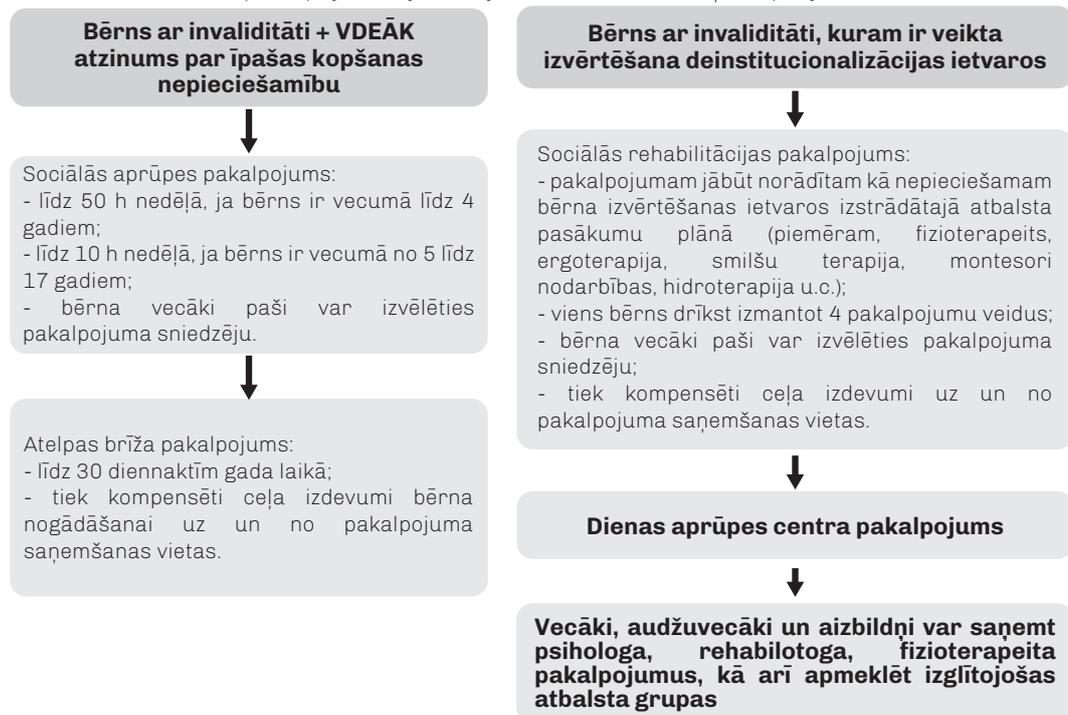 Bērns ar invaliditāti + VDEĀK
atzinums par īpašas kopšanas
nepieciešamību
Sociālās aprūpes pakalpojums:
- līdz 50 h nedēļā, ja bērns ir vecumā līdz 4
gadiem;
- līdz 10 h nedēļā, ja bērns ir vecumā no 5 līdz
17 gadiem;
- bērna vecāki paši var izvēlēties
pakalpojuma sniedzēju.
Atelpas brīža pakalpojums:
- līdz 30 diennaktīm gada laikā;
- tiek kompensēti ceļa izdevumi bērna
nogādāšanai uz un no pakalpojuma
saņemšanas vietas.
Bērns ar invaliditāti, kuram ir veikta
izvērtēšana deinstitucionalizācijas ietvaros
Sociālās rehabilitācijas pakalpojums:
- pakalpojumam jābūt norādītam kā nepieciešamam
bērna izvērtēšanas ietvaros izstrādātajā atbalsta
pasākumu plānā (piemēram, fizioterapeits,
ergoterapija, smilšu terapija, montesori
nodarbības, hidroterapija u.c.);
- viens bērns drīkst izmantot 4 pakalpojumu veidus;
- bērna vecāki paši var izvēlēties pakalpojuma
sniedzēju;
- tiek kompensēti ceļa izdevumi uz un no
pakalpojuma saņemšanas vietas.
Dienas aprūpes centra pakalpojums
Vecāki, audžuvecāki un aizbildņi var saņemt
psihologa, rehabilotoga, fizioterapeita
pakalpojumus, kā arī apmeklēt izglītojošas
atbalsta grupas